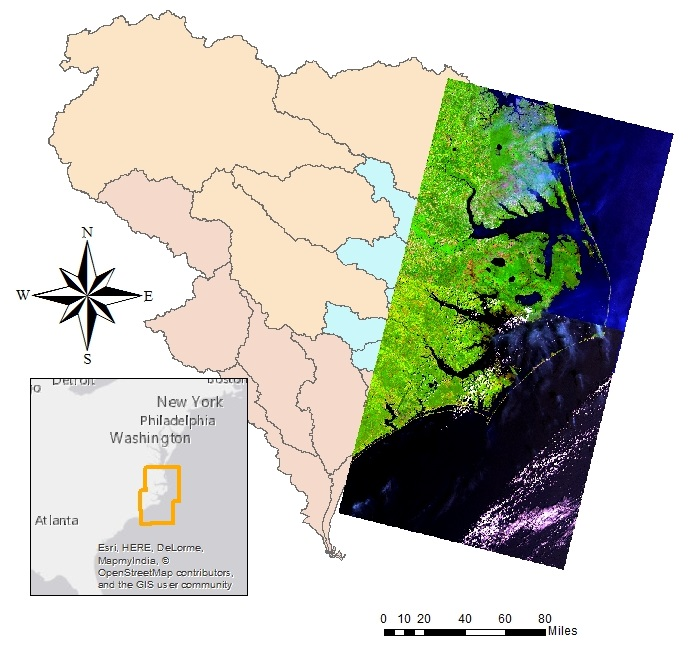 N
W E
S
Detroit
Boston
New York
Philadelphia
Washington
Atlanta
Esri, HERE, DeLorme,
MapmyIndia, ©
OpenStreetMap contributors,
and the GIS user community
0 10 20 40 60 80
Miles